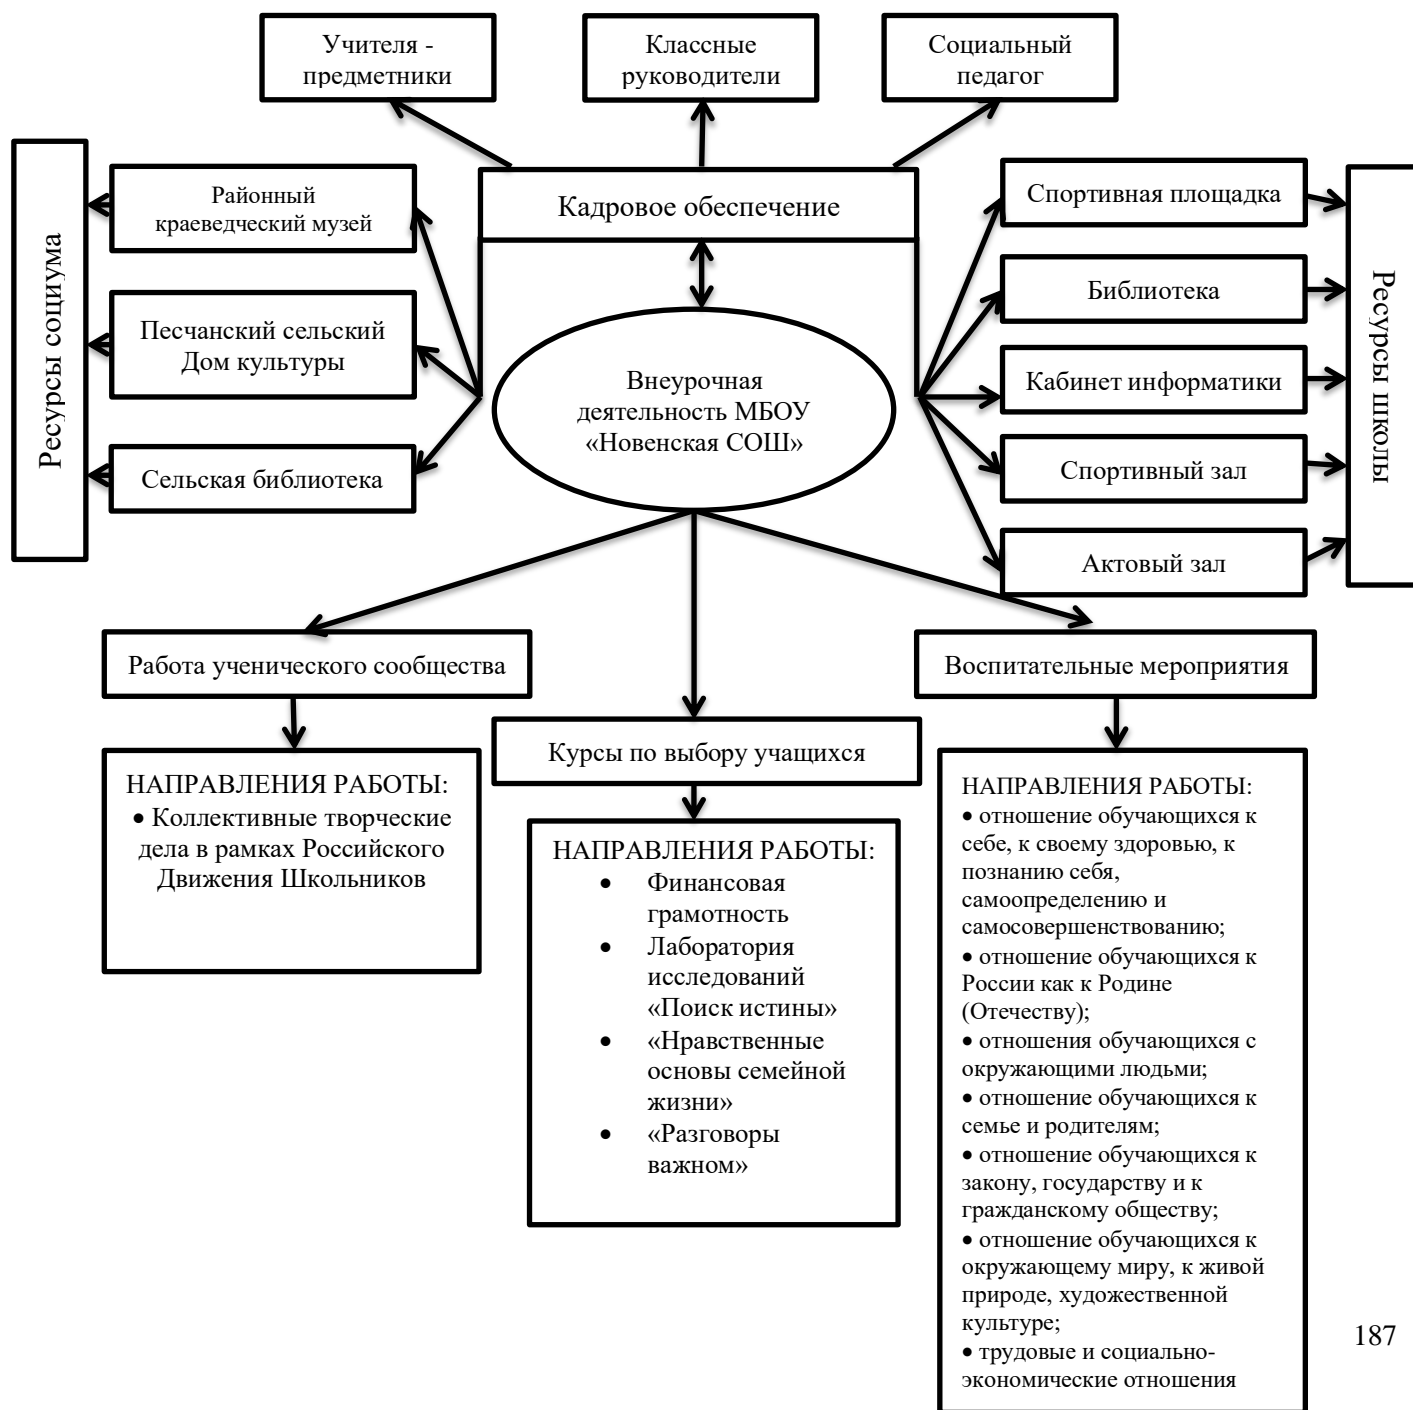 Учителя -
предметники
Классные
руководители
Социальный
педагог
Ресурсы социума
Районный
краеведческий музей
Песчанский сельский
Дом культуры
Сельская библиотека
Кадровое обеспечение
Внеурочная
деятельность МБОУ
«Новенская СОШ»
Спортивная площадка
Библиотека
Кабинет информатики
Спортивный зал
Актовый зал
Ресурсы школы
Работа ученического сообщества
НАПРАВЛЕНИЯ РАБОТЫ:
• Коллективные творческие
дела в рамках Российского
Движения Школьников
Курсы по выбору учащихся
НАПРАВЛЕНИЯ РАБОТЫ:
• Финансовая
грамотность
• Лаборатория
исследований
«Поиск истины»
• «Нравственные
основы семейной
жизни»
• «Разговоры
важном»
Воспитательные мероприятия
НАПРАВЛЕНИЯ РАБОТЫ:
• отношение обучающихся к
себе, к своему здоровью, к
познанию себя,
самоопределению и
самосовершенствованию;
• отношение обучающихся к
России как к Родине
(Отечеству);
• отношения обучающихся с
окружающими людьми;
• отношение обучающихся к
семье и родителям;
• отношение обучающихся к
закону, государству и к
гражданскому обществу;
• отношение обучающихся к
окружающему миру, к живой
природе, художественной
культуре;
• трудовые и социально-
экономические отношения
187